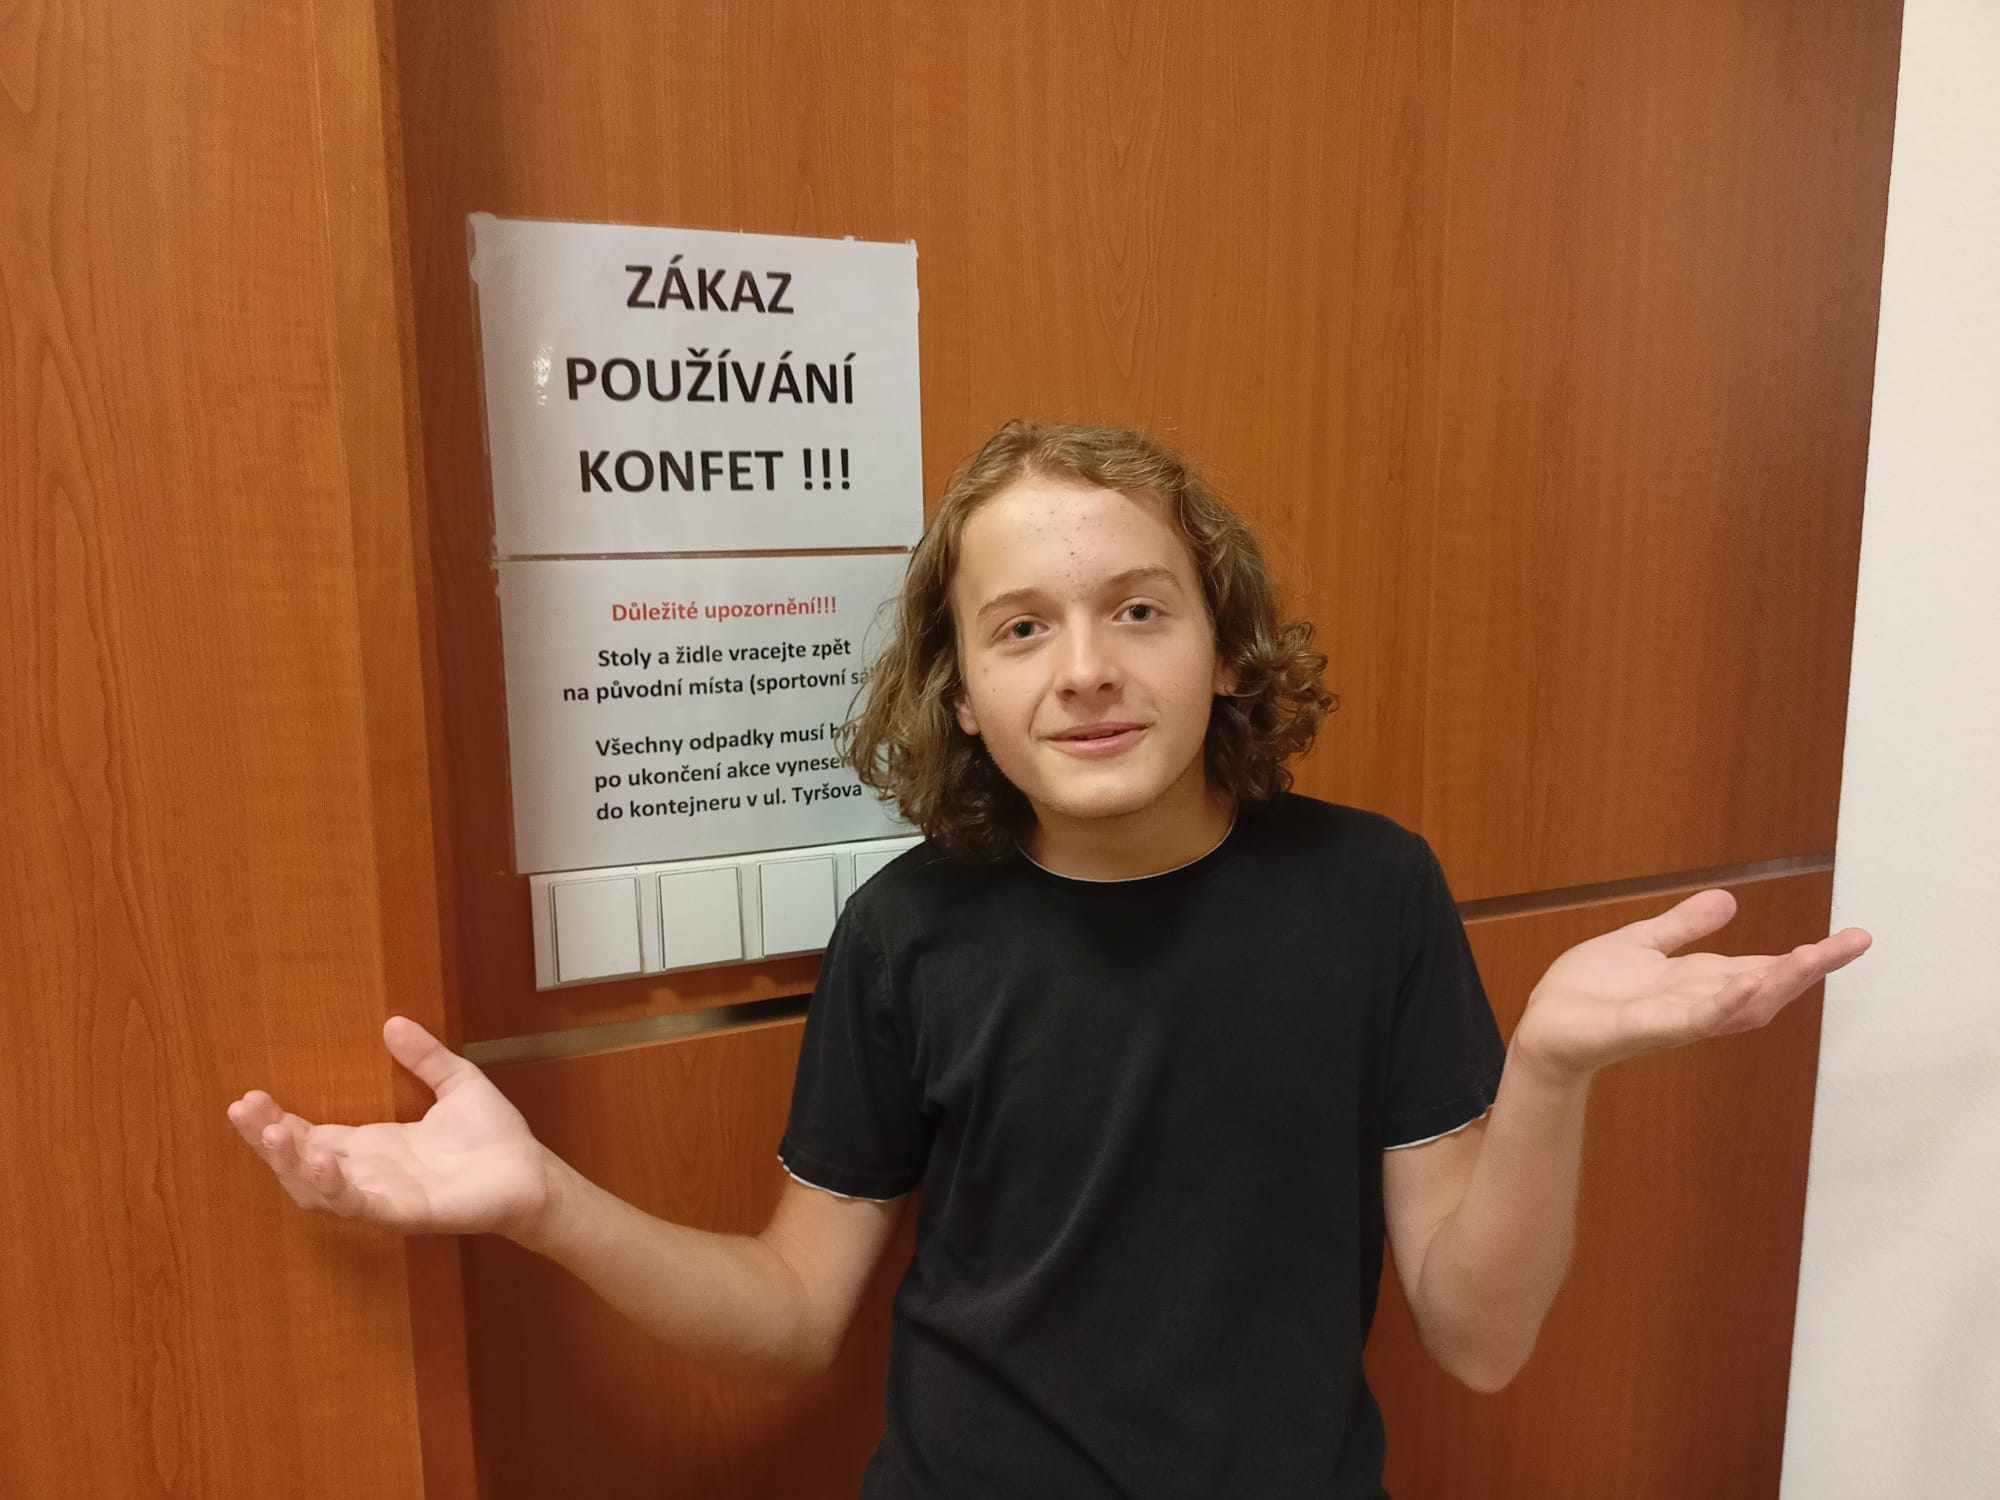 ZÁKAZ
POUŽÍVÁNÍ
KONFET !!!
Důležité upozornění!!!
Stoly a židle vracejte zpět
na původní místa (sportovní
Všechny odpadky musí
po ukončení akce
do kontejneru v ul. Tyršova